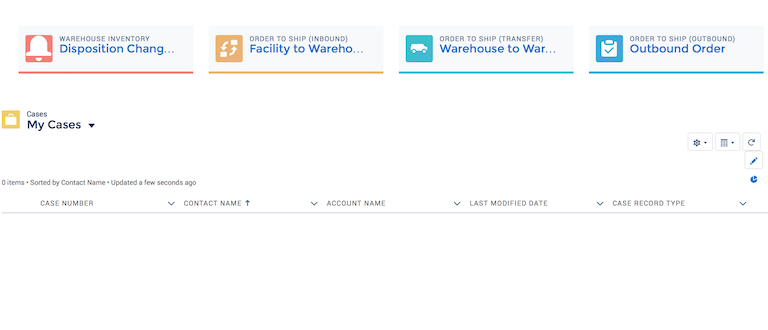 WAREHOUSE INVENTORY
Disposition Chang...
ORDER TO SHIP (INBOUND)
Facility to Wareho...
ORDER TO SHIP (TRANSFER)
Warehouse to War...
ORDER TO SHIP (OUTBOUND)
Outbound Order
Cases
My Cases
0 items • Sorted by Contact Name • Updated a few seconds ago
CASE NUMBER CONTACT NAME ↑ ACCOUNT NAME LAST MODIFIED DATE CASE RECORD TYPE